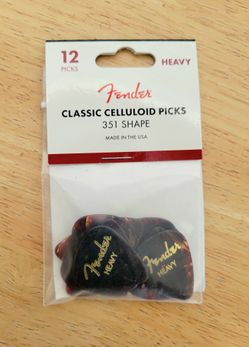 12
PICKS
Fender
HEAVY
CLASSIC CELLULOID PICKS
351 SHAPE
MADE IN THE USA
Fender
HEAVY
Fender
HEAVY